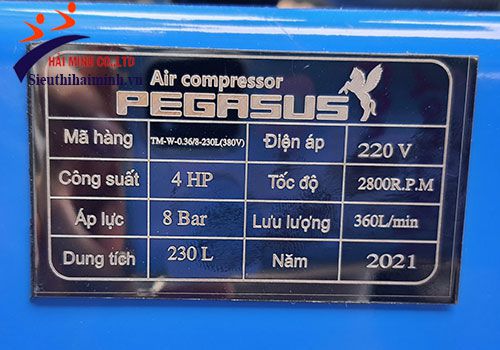 HẢI MINH CO.,LTD
Sieuthihaiminh.vn
Air compressor
PEGASUS
Mã hàng TM-W-0.36/8-230L(380V) Điện áp 220 V
Công suất 4 HP Tốc độ 2800R.P.M
Áp lực 8 Bar Lưu lượng 360L/min
Dung tích 230 L Năm 2021